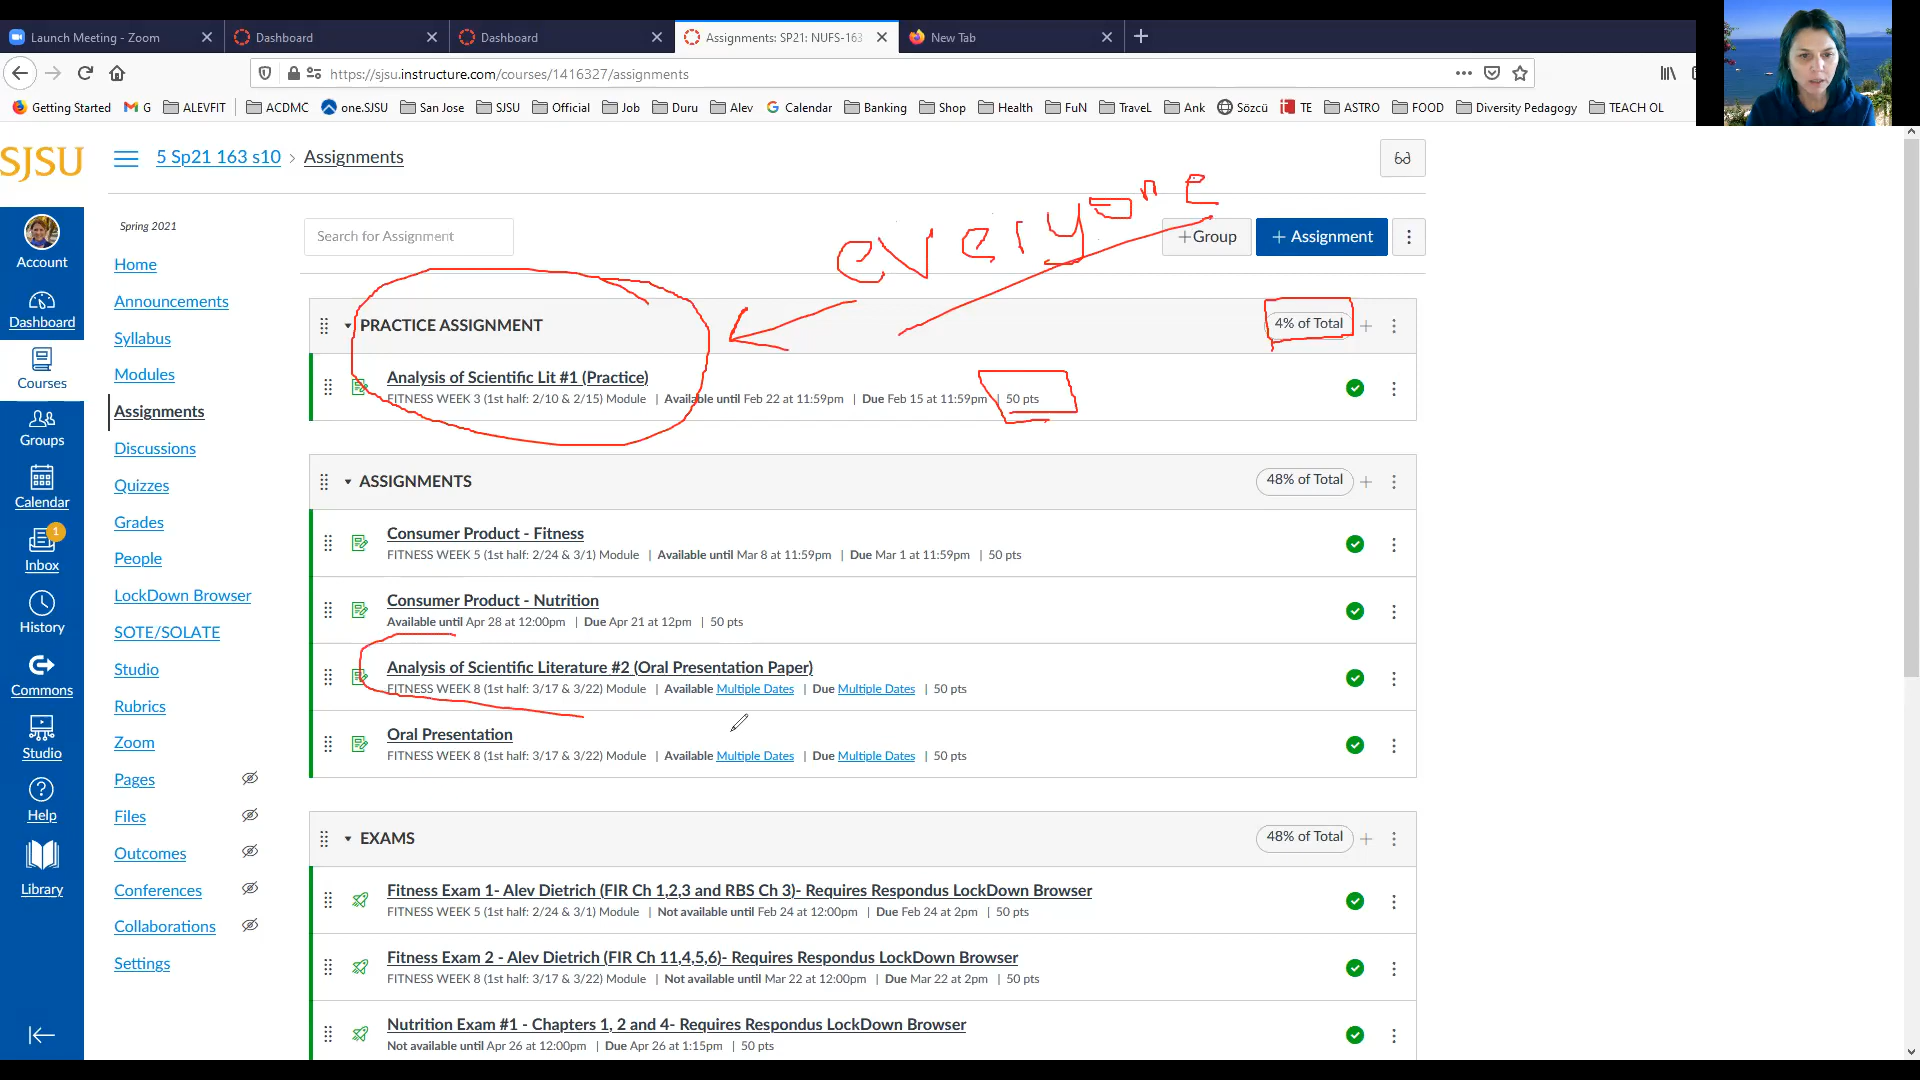 Launch Meeting - Zoom
Dashboard
Dashboard
Assignments: SP21: NUFS-163
New Tab
https://sjsu.instructure.com/courses/1416327/assignments
Getting Started
G
ALEVFIT
ACDMC
one.SJSU
San Jose
SJSU
Official
Job
Duru
Alev
Calendar
Banking
Shop
Health
FuN
TraveL
Ank
Sözcü
TE
ASTRO
FOOD
Diversity Pedagogy
TEACH OL
SJSU
5 Sp21 163 s10 > Assignments
everyone
Spring 2021
Search for Assignment
+Group
+ Assignment
Account
Dashboard
Courses
Groups
Calendar
1
Inbox
History
Commons
Studio
Help
Library
Home
Announcements
Syllabus
Modules
Assignments
Discussions
Quizzes
Grades
People
LockDown Browser
SOTE/SOLATE
Studio
Rubrics
Zoom
Pages
Files
Outcomes
Conferences
Collaborations
Settings
PRACTICE ASSIGNMENT
4% of Total
Analysis of Scientific Lit #1 (Practice)
FITNESS WEEK 3 (1st half: 2/10 & 2/15) Module | Available until Feb 22 at 11:59pm | Due Feb 15 at 11:59pm | 50 pts
ASSIGNMENTS
48% of Total
Consumer Product - Fitness
FITNESS WEEK 5 (1st half: 2/24 & 3/1) Module | Available until Mar 8 at 11:59pm | Due Mar 1 at 11:59pm | 50 pts
Consumer Product - Nutrition
Available until Apr 28 at 12:00pm | Due Apr 21 at 12pm | 50 pts
Analysis of Scientific Literature #2 (Oral Presentation Paper)
FITNESS WEEK 8 (1st half: 3/17 & 3/22) Module | Available Multiple Dates | Due Multiple Dates | 50 pts
Oral Presentation
FITNESS WEEK 8 (1st half: 3/17 & 3/22) Module | Available Multiple Dates | Due Multiple Dates | 50 pts
EXAMS
48% of Total
Fitness Exam 1- Alev Dietrich (FIR Ch 1,2,3 and RBS Ch 3)- Requires Respondus LockDown Browser
FITNESS WEEK 5 (1st half: 2/24 & 3/1) Module | Not available until Feb 24 at 12:00pm | Due Feb 24 at 2pm | 50 pts
Fitness Exam 2 - Alev Dietrich (FIR Ch 11,4,5,6)- Requires Respondus LockDown Browser
FITNESS WEEK 8 (1st half: 3/17 & 3/22) Module | Not available until Mar 22 at 12:00pm | Due Mar 22 at 2pm | 50 pts
Nutrition Exam #1 - Chapters 1, 2 and 4- Requires Respondus LockDown Browser
Not available until Apr 26 at 12:00pm | Due Apr 26 at 1:15pm | 50 pts